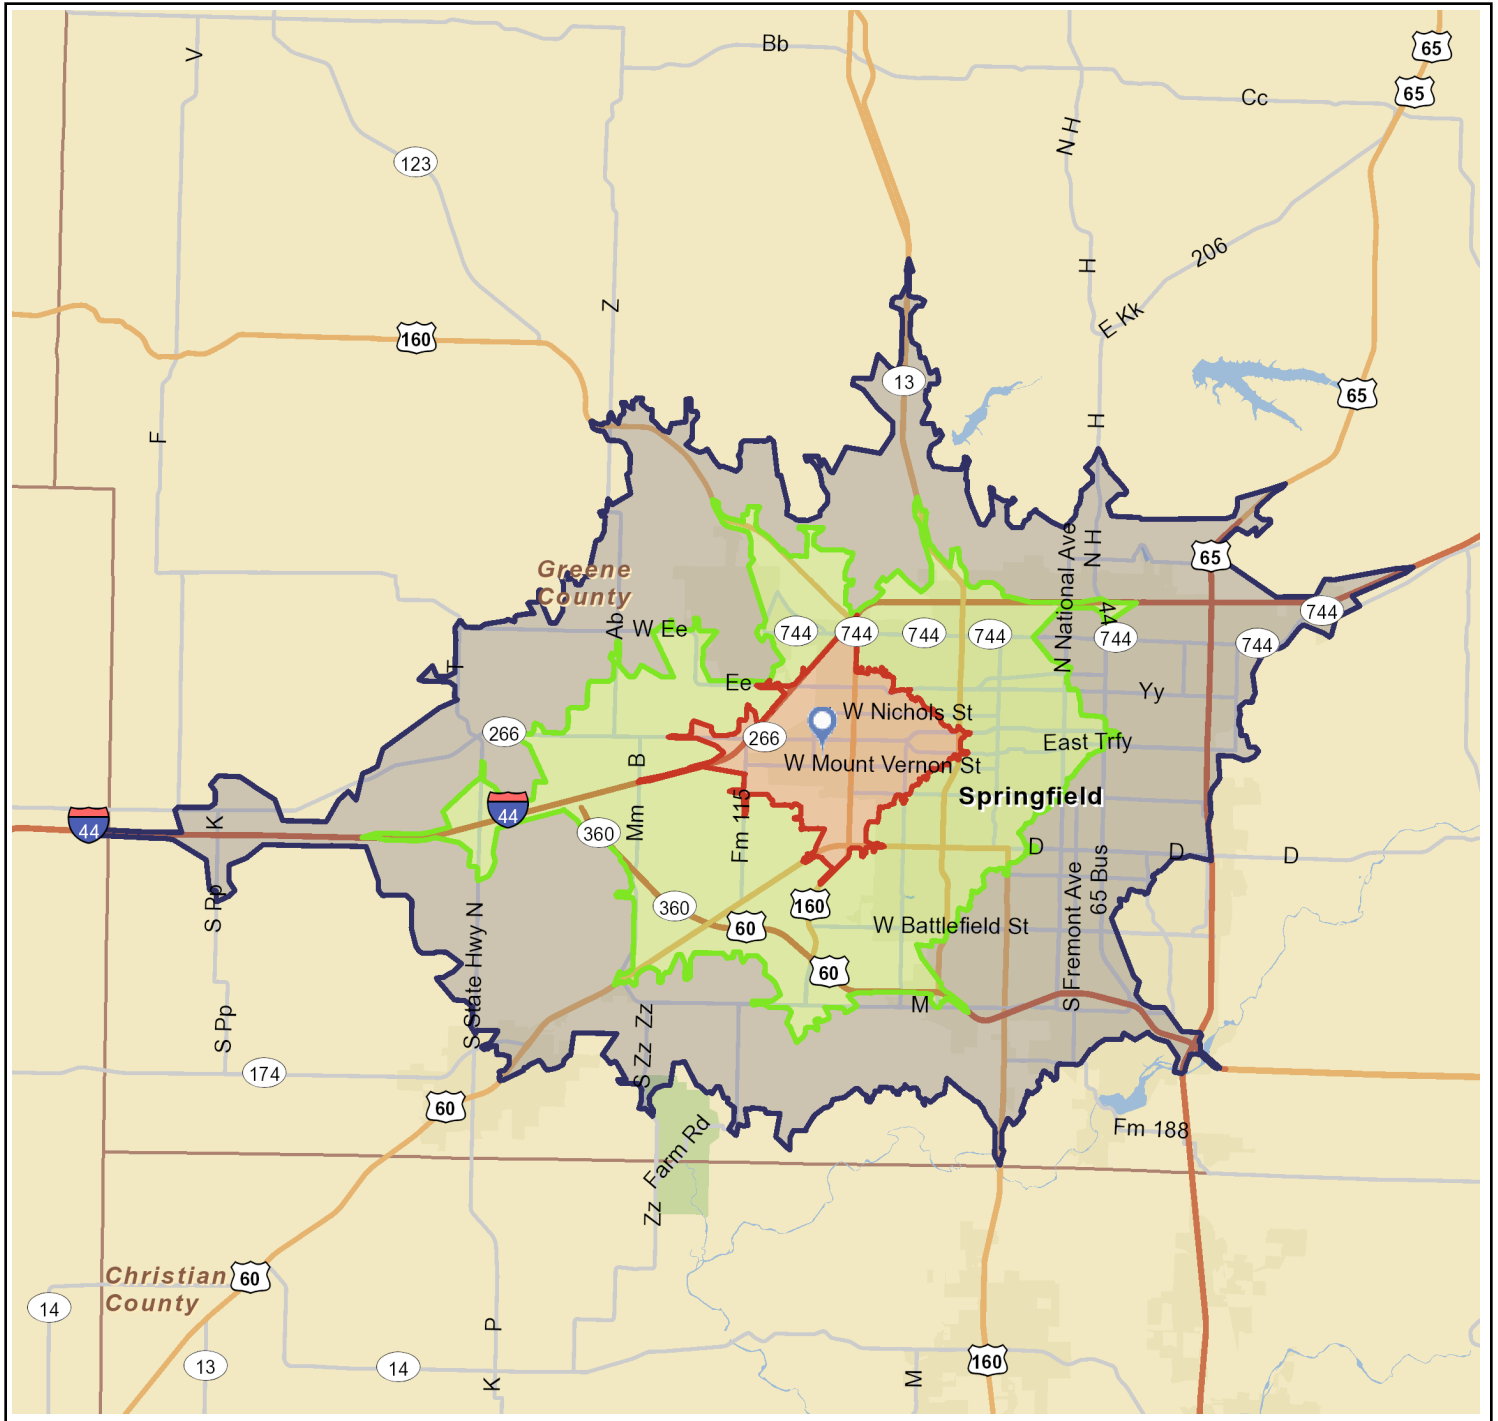 V
Bb
65
65
Cc
N H
123
H
206
Z
E Kk
160
13
65
F
H
65
Greene
County
N National Ave
N H
744
Ab
W Ee
744
744
744
744
44
744
744
T
Ee
Yy
W Nichols St
266
266
East Trfy
B
W Mount Vernon St
Springfield
44
44
K
360
Mm
Fm 115
D
D
D
S Pp
360
160
60
W Battlefield St
S Fremont Ave
65 Bus
60
S State Hwy N
M
S Pp
S Zz
Zz
174
60
Fm 188
Farm Rd
Zz
Christian
County
60
14
P
13
14
K
M
160